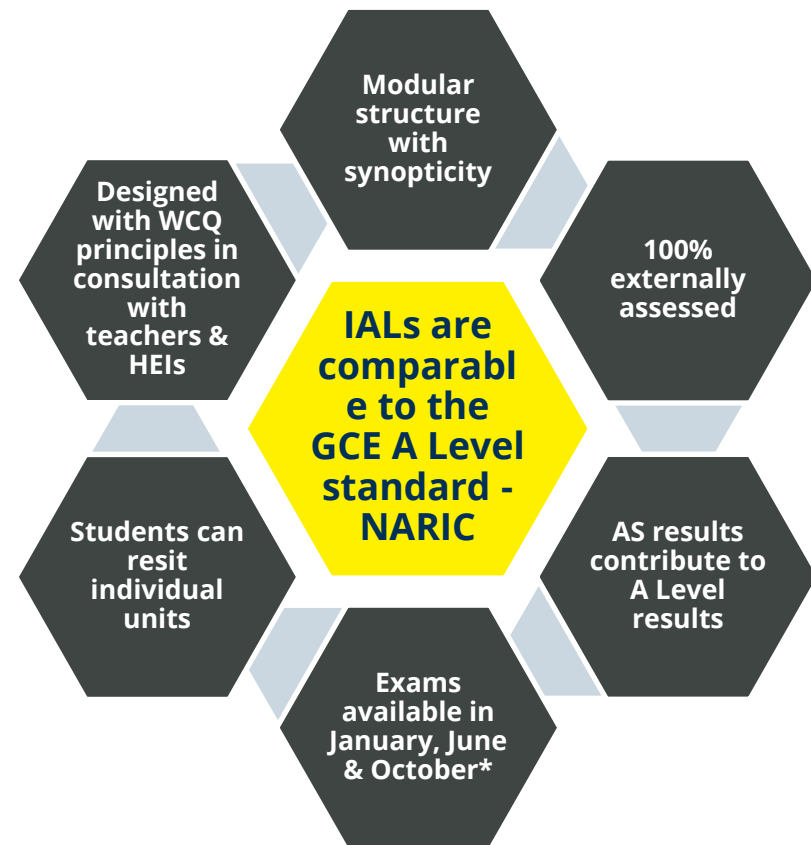 Modular
structure
with
synopticity
100%
externally
assessed
AS results
contribute to
A Level
results
Exams
available in
January, June
& October*
Students can
resit
individual
units
Designed
with WCQ
principles in
consultation
with
teachers &
HEIs
IALs are
comparabl
e to the
GCE A Level
standard -
NARIC